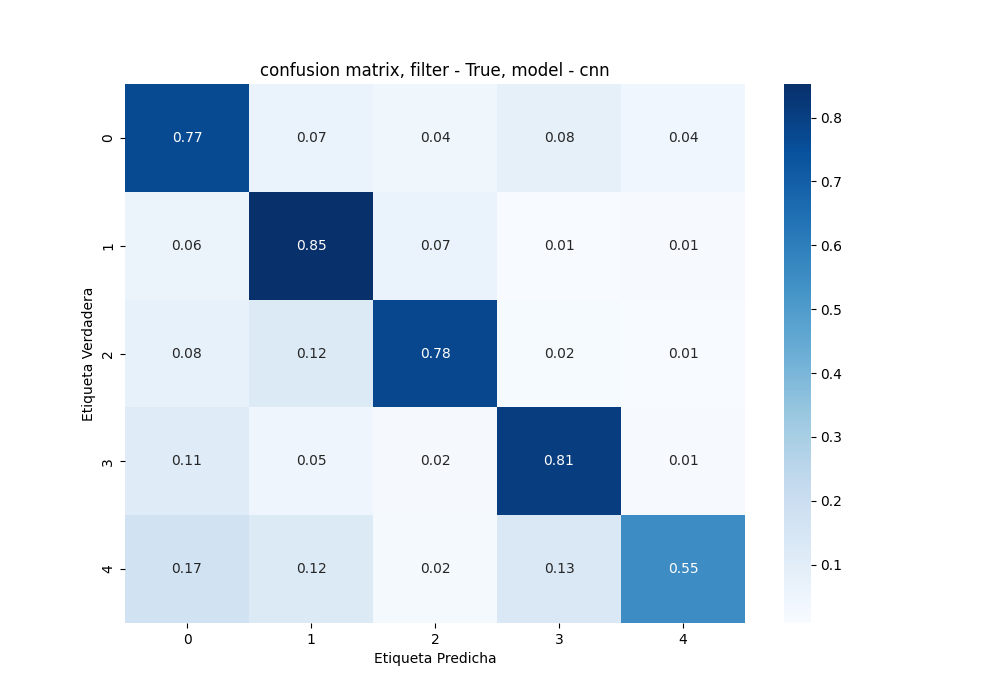 confusion matrix, filter - True, model - cnn
Etiqueta Verdadera
0 0.77 0.07 0.04 0.08 0.04
1 0.06 0.85 0.07 0.01 0.01
2 0.08 0.12 0.78 0.02 0.01
3 0.11 0.05 0.02 0.81 0.01
4 0.17 0.12 0.02 0.13 0.55
0 1 2 3 4
Etiqueta Predicha
0.8
0.7
0.6
0.5
0.4
0.3
0.2
0.1